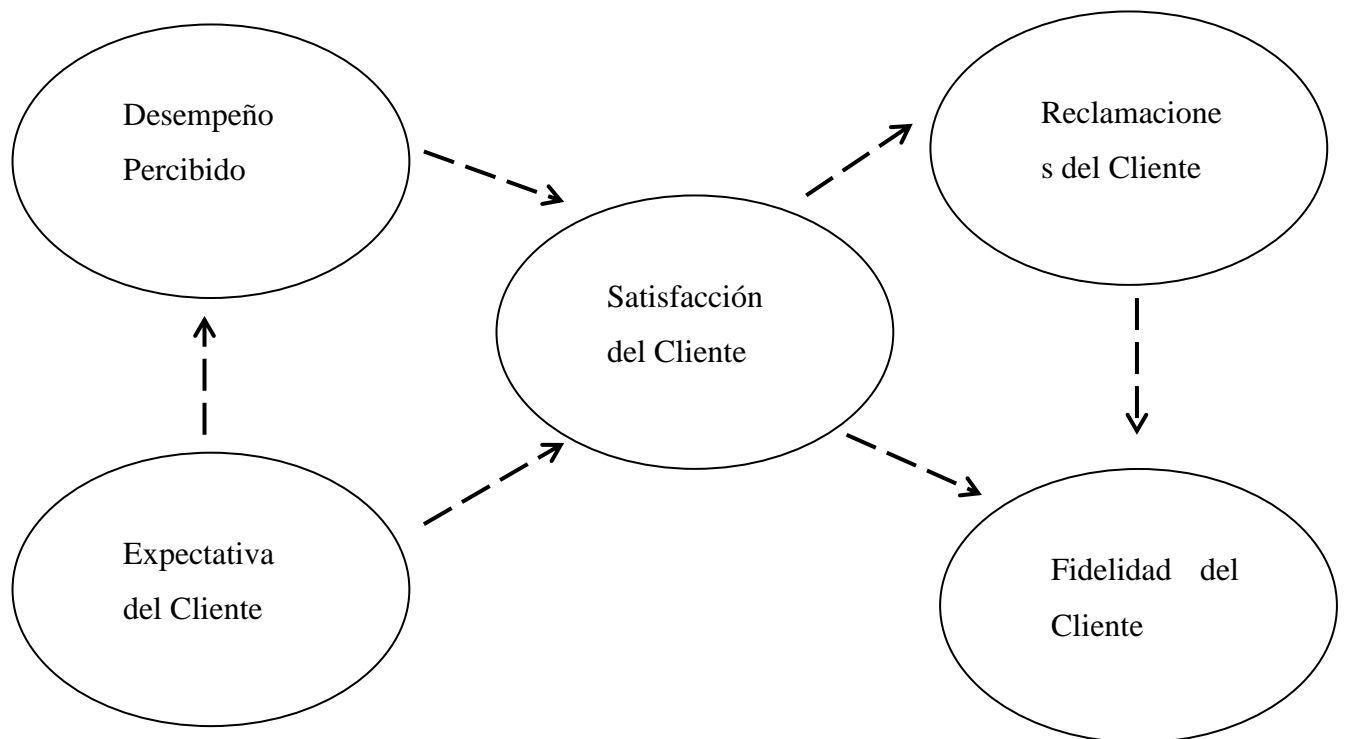 Desempeño
Percibido
Reclamacione
s del Cliente
Satisfacción
del Cliente
Expectativa
del Cliente
Fidelidad del
Cliente